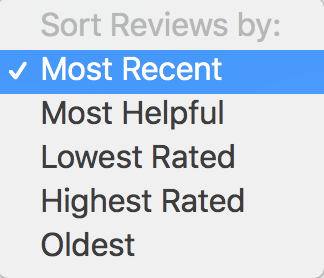 Sort Reviews by:
✓ Most Recent
Most Helpful
Lowest Rated
Highest Rated
Oldest